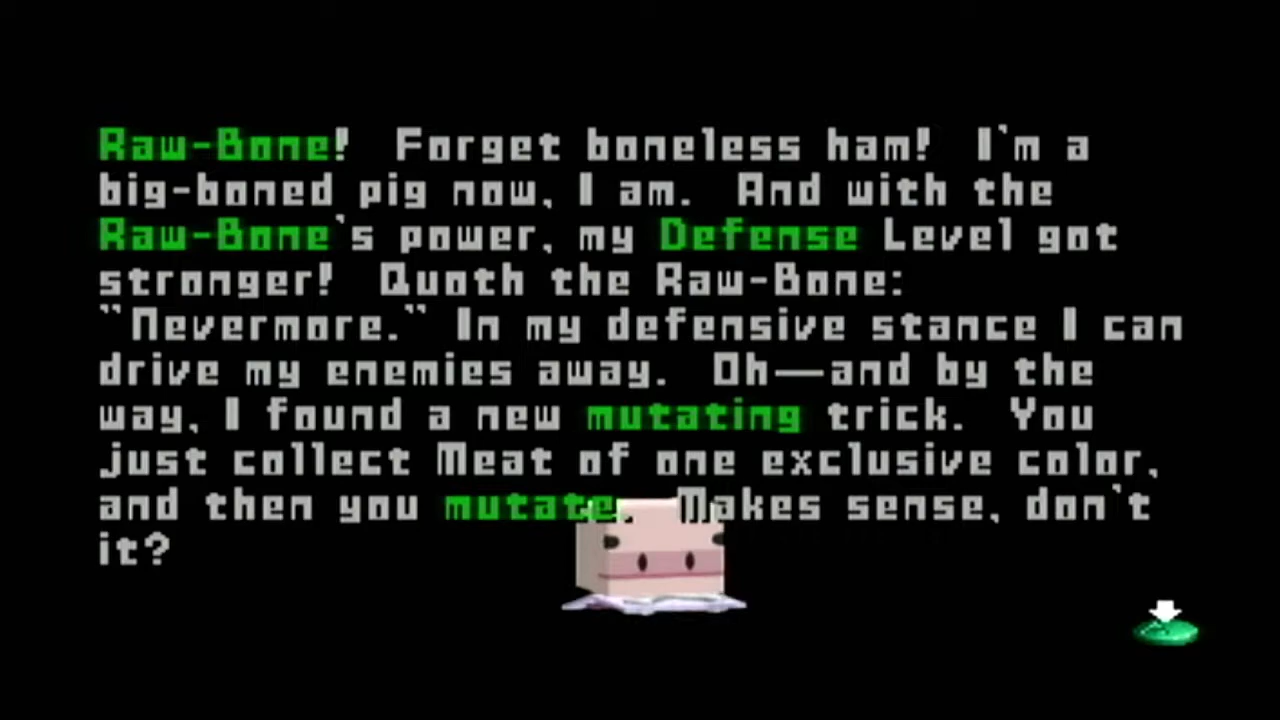 Raw-Bone!  Forget boneless ham!  I'm a
big-boned pig now, I am.  And with the
Raw-Bone's power, my Defense Level got
stronger!  Quoth the Raw-Bone:
"Nevermore." In my defensive stance I can
drive my enemies away.  Oh—and by the
way, I found a new mutating trick.  You
just collect Meat of one exclusive color,
and then you mutate.  Makes sense, don't
it?